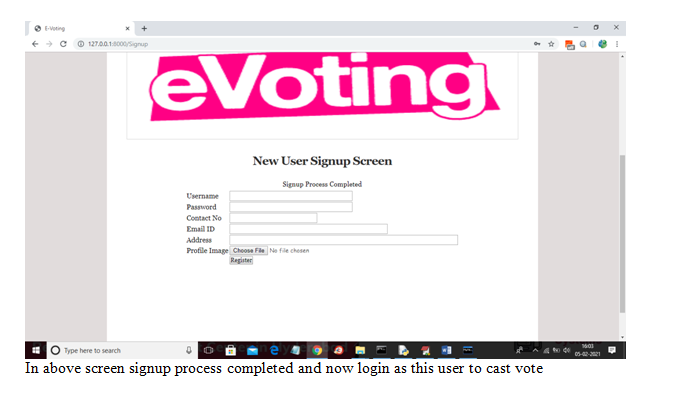 E-Voting
127.0.0.1:8000/Signup
eVoting
New User Signup Screen
Signup Process Completed
Username
Password
Contact No
Email ID
Address
Profile Image Choose File No file chosen
Register
Type here to search
16:03
05-02-2021
In above screen signup process completed and now login as this user to cast vote